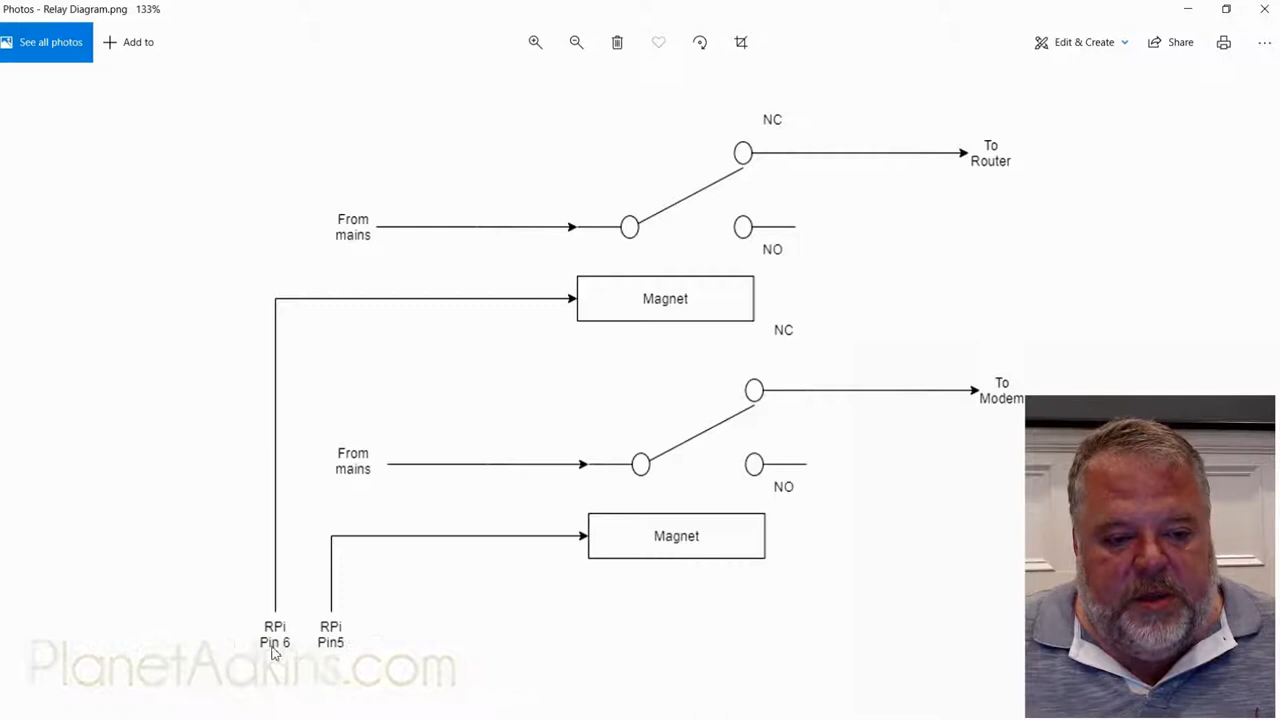 Photos - Relay Diagram.png 133%
See all photos
Add to
Edit & Create
Share
NC
To
Router
From
mains
NO
Magnet
NC
To
Modem
From
mains
NO
Magnet
RPi
Pin 6
RPi
Pin5
PlanetAdkins.com